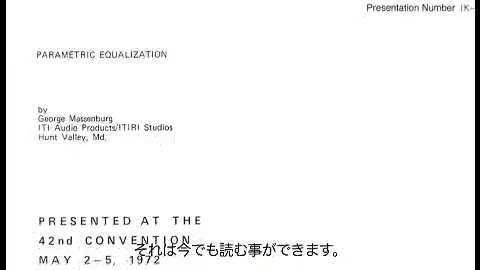 Presentation Number
PARAMETRIC EQUALIZATION
by
George Massenburg
ITI Audio Products/ITIRI Studios
Hunt Valley, Md.
PRESENTED AT THE
42nd CONVENTION
MAY 2-5, 1972
それは今でも読む事ができます。